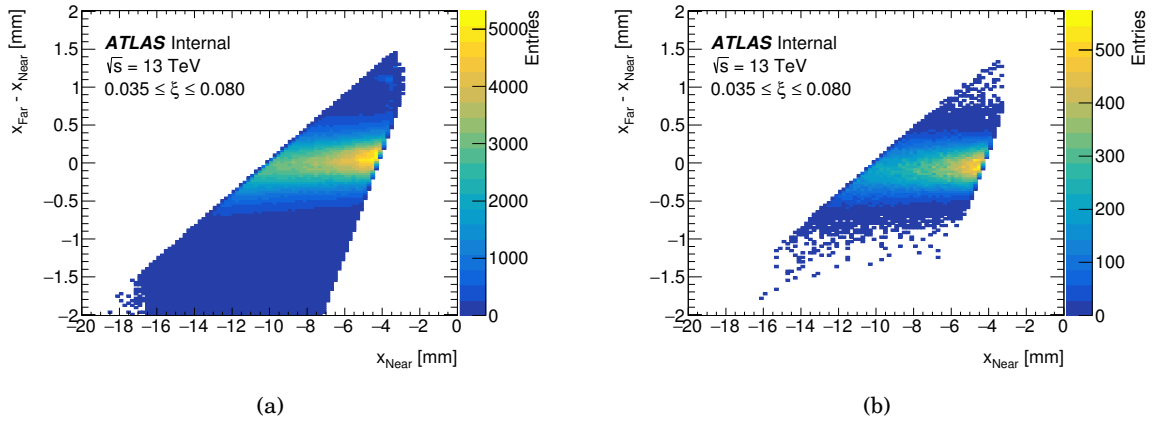 x_Far - x_Near [mm]
2
1.5
1
0.5
0
−0.5
−1
−1.5
−2
ATLAS Internal
√s = 13 TeV
0.035 ≤ ξ ≤ 0.080
−20 −18 −16 −14 −12 −10 −8 −6 −4 −2 0
x_Near [mm]
Entries
5000
4000
3000
2000
1000
0
(a)
x_Far - x_Near [mm]
2
1.5
1
0.5
0
−0.5
−1
−1.5
−2
ATLAS Internal
√s = 13 TeV
0.035 ≤ ξ ≤ 0.080
−20 −18 −16 −14 −12 −10 −8 −6 −4 −2 0
x_Near [mm]
Entries
500
400
300
200
100
0
(b)